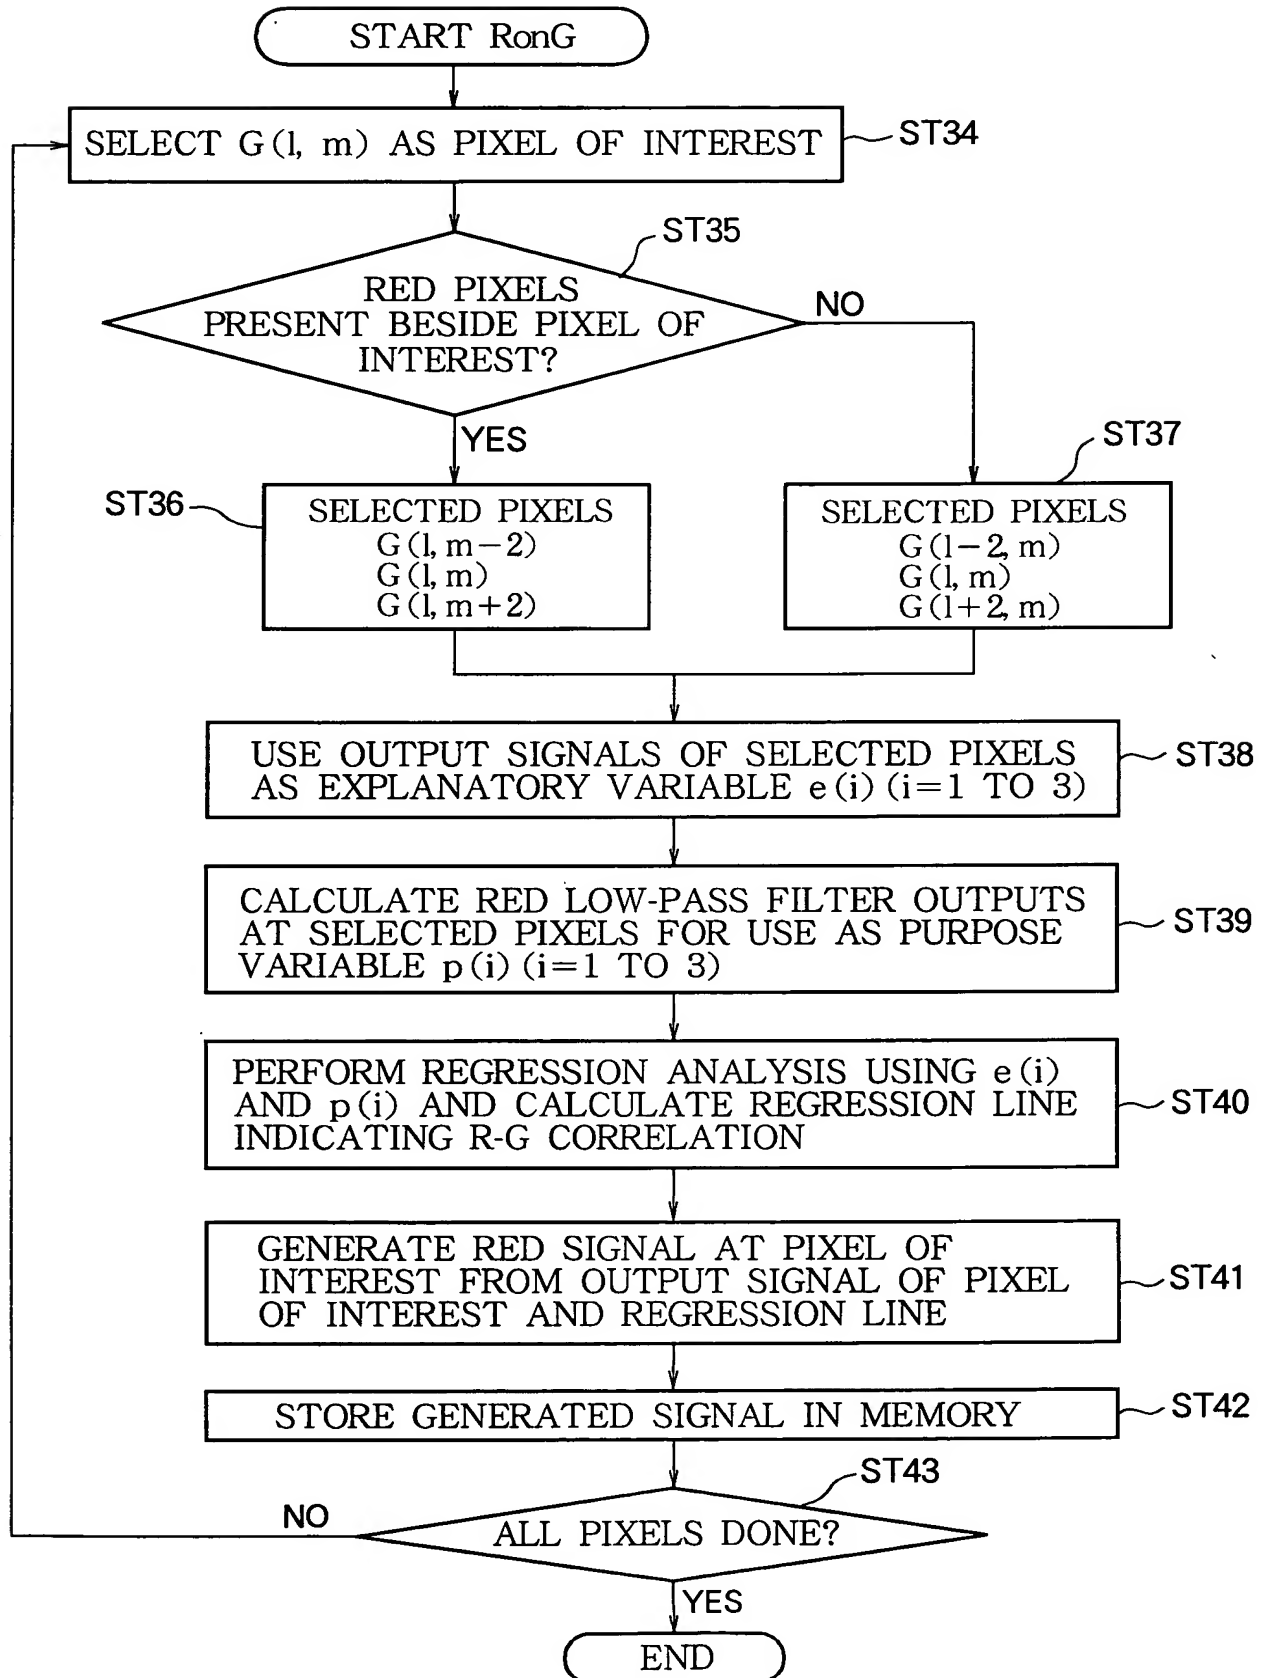 START RonG
SELECT G(l, m) AS PIXEL OF INTEREST
ST34
ST35
RED PIXELS
PRESENT BESIDE PIXEL OF
INTEREST?
NO
YES
ST37
ST36
SELECTED PIXELS
G(l, m−2)
G(l, m)
G(l, m+2)
SELECTED PIXELS
G(l−2, m)
G(l, m)
G(l+2, m)
USE OUTPUT SIGNALS OF SELECTED PIXELS
AS EXPLANATORY VARIABLE e(i) (i=1 TO 3)
ST38
CALCULATE RED LOW-PASS FILTER OUTPUTS
AT SELECTED PIXELS FOR USE AS PURPOSE
VARIABLE p(i) (i=1 TO 3)
ST39
PERFORM REGRESSION ANALYSIS USING e(i)
AND p(i) AND CALCULATE REGRESSION LINE
INDICATING R-G CORRELATION
ST40
GENERATE RED SIGNAL AT PIXEL OF
INTEREST FROM OUTPUT SIGNAL OF PIXEL
OF INTEREST AND REGRESSION LINE
ST41
STORE GENERATED SIGNAL IN MEMORY
ST42
ST43
NO
ALL PIXELS DONE?
YES
END